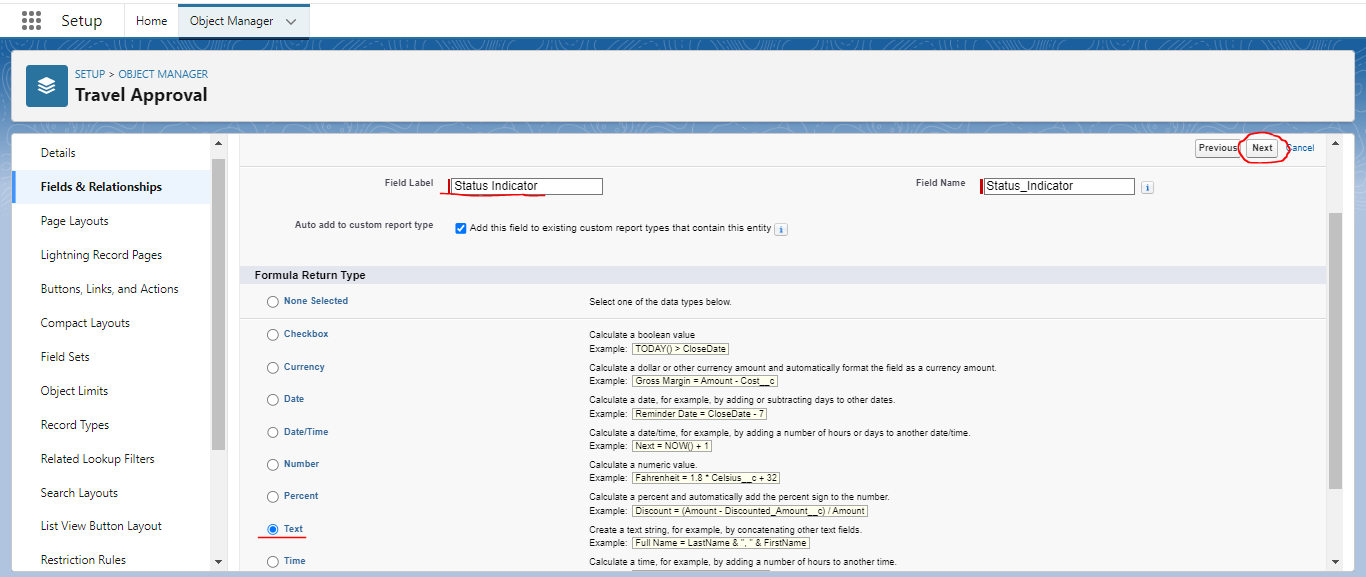 Setup Home Object Manager
SETUP > OBJECT MANAGER
Travel Approval
Details
Fields & Relationships
Page Layouts
Lightning Record Pages
Buttons, Links, and Actions
Compact Layouts
Field Sets
Object Limits
Record Types
Related Lookup Filters
Search Layouts
List View Button Layout
Restriction Rules
Previous Next Cancel
Field Label Status Indicator Field Name Status_Indicator i
Auto add to custom report type Add this field to existing custom report types that contain this entity i
Formula Return Type
None Selected Select one of the data types below.
Checkbox Calculate a boolean value
Example: TODAY() > CloseDate
Currency Calculate a dollar or other currency amount and automatically format the field as a currency amount.
Example: Gross Margin = Amount - Cost__c
Date Calculate a date, for example, by adding or subtracting days to other dates.
Example: Reminder Date = CloseDate - 7
Date/Time Calculate a date/time, for example, by adding a number of hours or days to another date/time.
Example: Next = NOW() + 1
Number Calculate a numeric value.
Example: Fahrenheit = 1.8 * Celsius__c + 32
Percent Calculate a percent and automatically add the percent sign to the number.
Example: Discount = (Amount - Discounted_Amount__c) / Amount
Text Create a text string, for example, by concatenating other text fields.
Example: Full Name = LastName & ", " & FirstName
Time Calculate a time, for example, by adding a number of hours to another time.